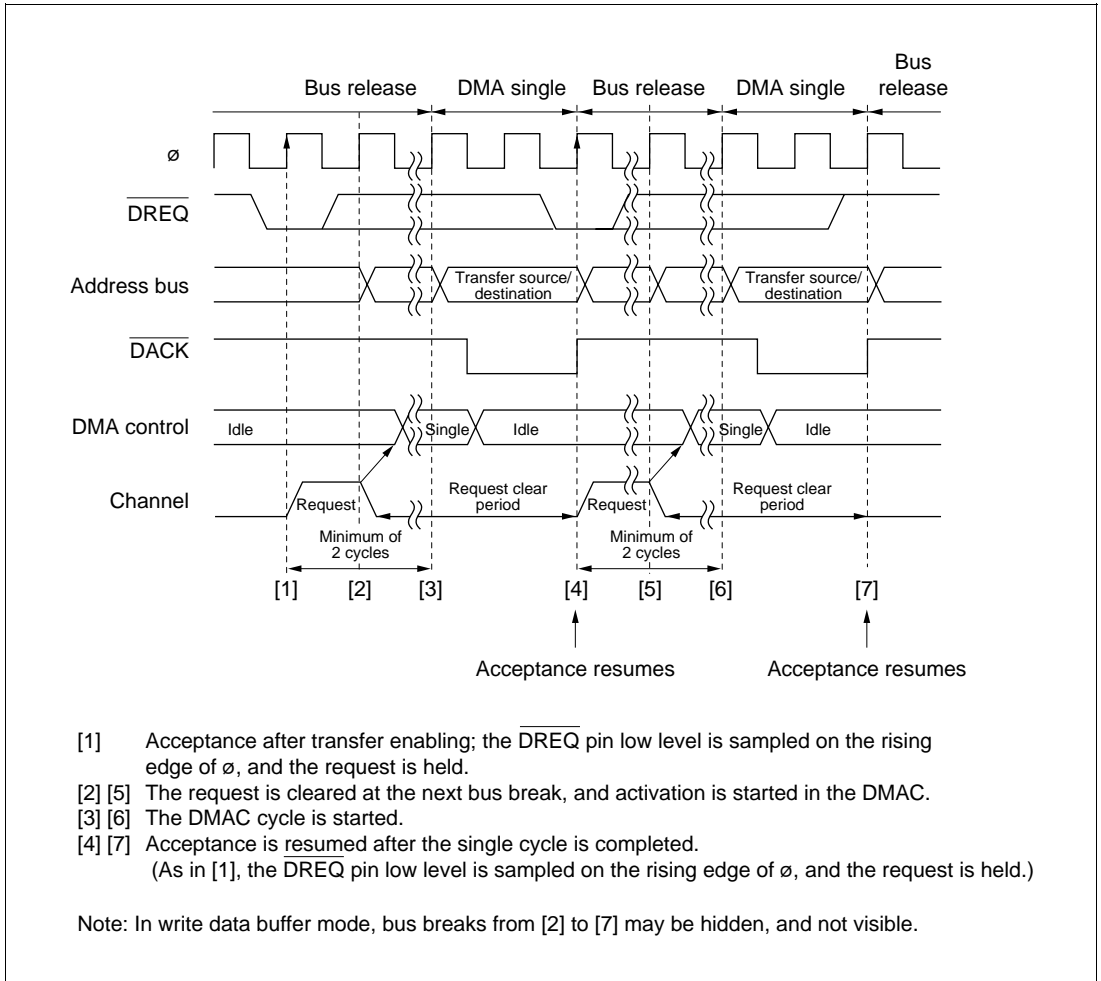 Bus release DMA single Bus release DMA single Bus release
ø
DREQ
Address bus Transfer source/ destination Transfer source/ destination
DACK
DMA control Idle Single Idle Single Idle
Channel Request Request clear period Request Request clear period
Minimum of 2 cycles Minimum of 2 cycles
[1] [2] [3] [4] [5] [6] [7]
Acceptance resumes Acceptance resumes
[1] Acceptance after transfer enabling; the DREQ pin low level is sampled on the rising
edge of ø, and the request is held.
[2] [5] The request is cleared at the next bus break, and activation is started in the DMAC.
[3] [6] The DMAC cycle is started.
[4] [7] Acceptance is resumed after the single cycle is completed.
(As in [1], the DREQ pin low level is sampled on the rising edge of ø, and the request is held.)
Note: In write data buffer mode, bus breaks from [2] to [7] may be hidden, and not visible.